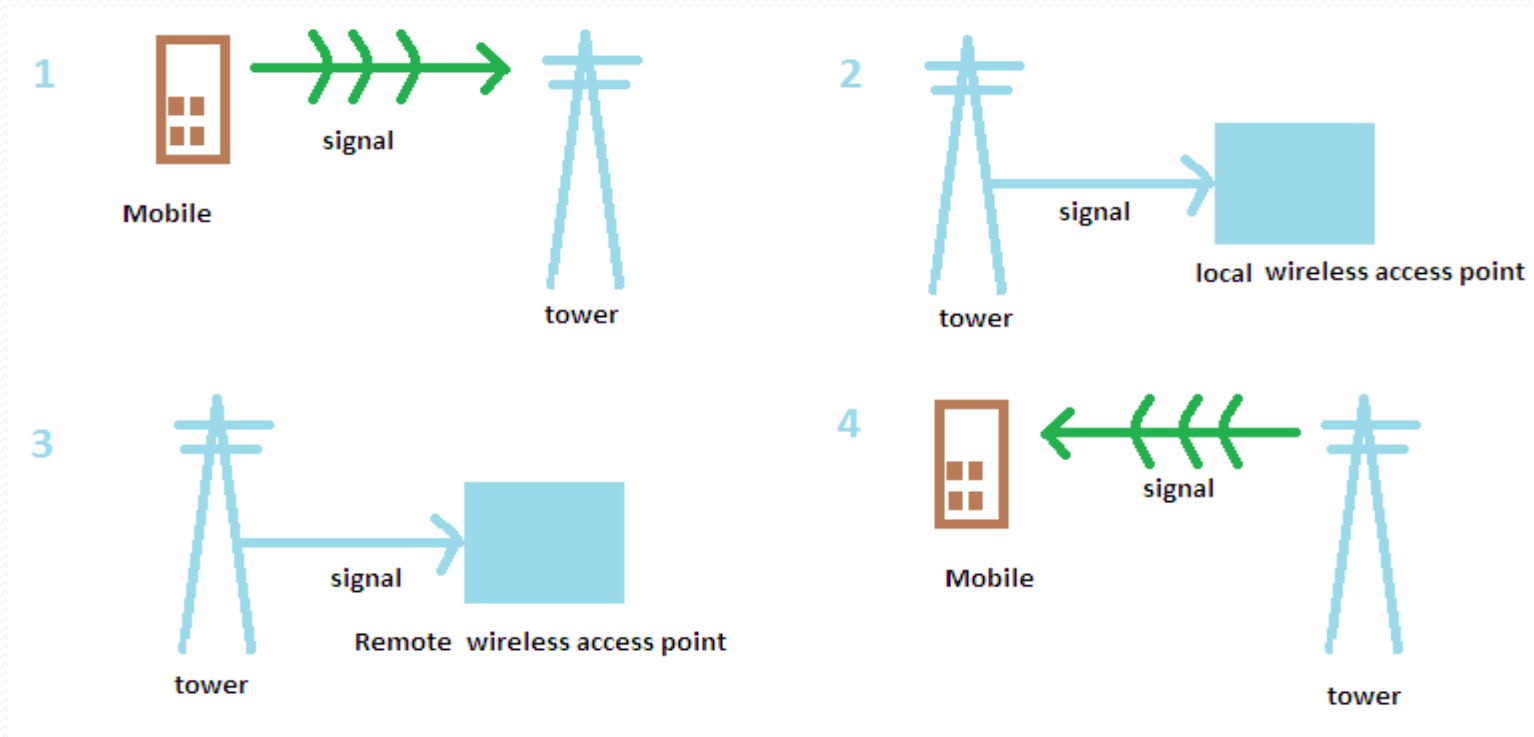 1
signal
Mobile
tower
2
signal
local wireless access point
tower
3
signal
Remote wireless access point
tower
4
signal
Mobile
tower